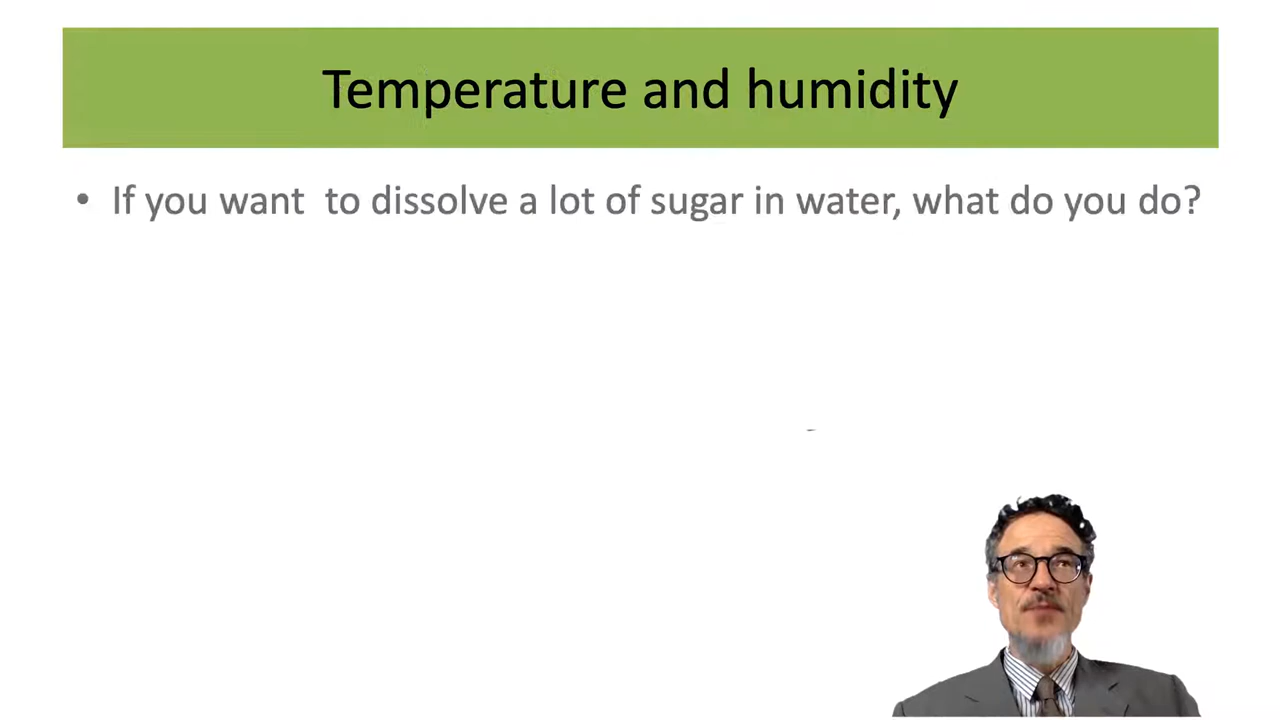 Temperature and humidity
• If you want  to dissolve a lot of sugar in water, what do you do?